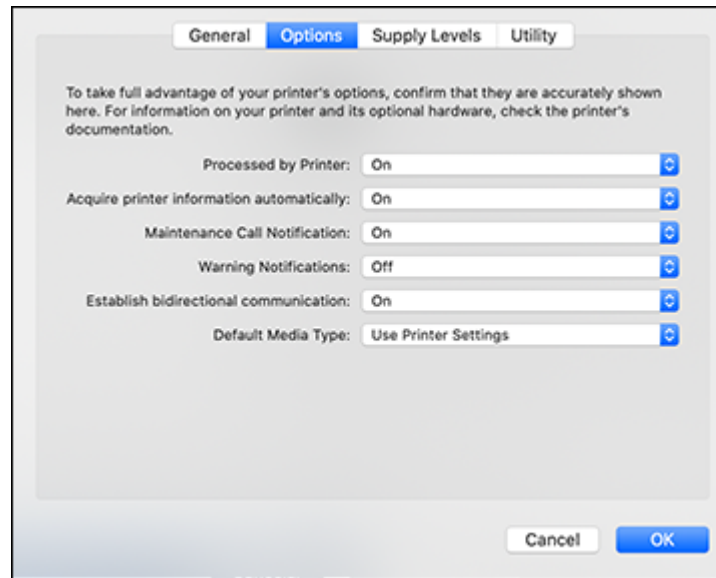 General Options Supply Levels Utility
To take full advantage of your printer's options, confirm that they are accurately shown
here. For information on your printer and its optional hardware, check the printer's
documentation.
Processed by Printer: On
Acquire printer information automatically: On
Maintenance Call Notification: On
Warning Notifications: Off
Establish bidirectional communication: On
Default Media Type: Use Printer Settings
Cancel OK